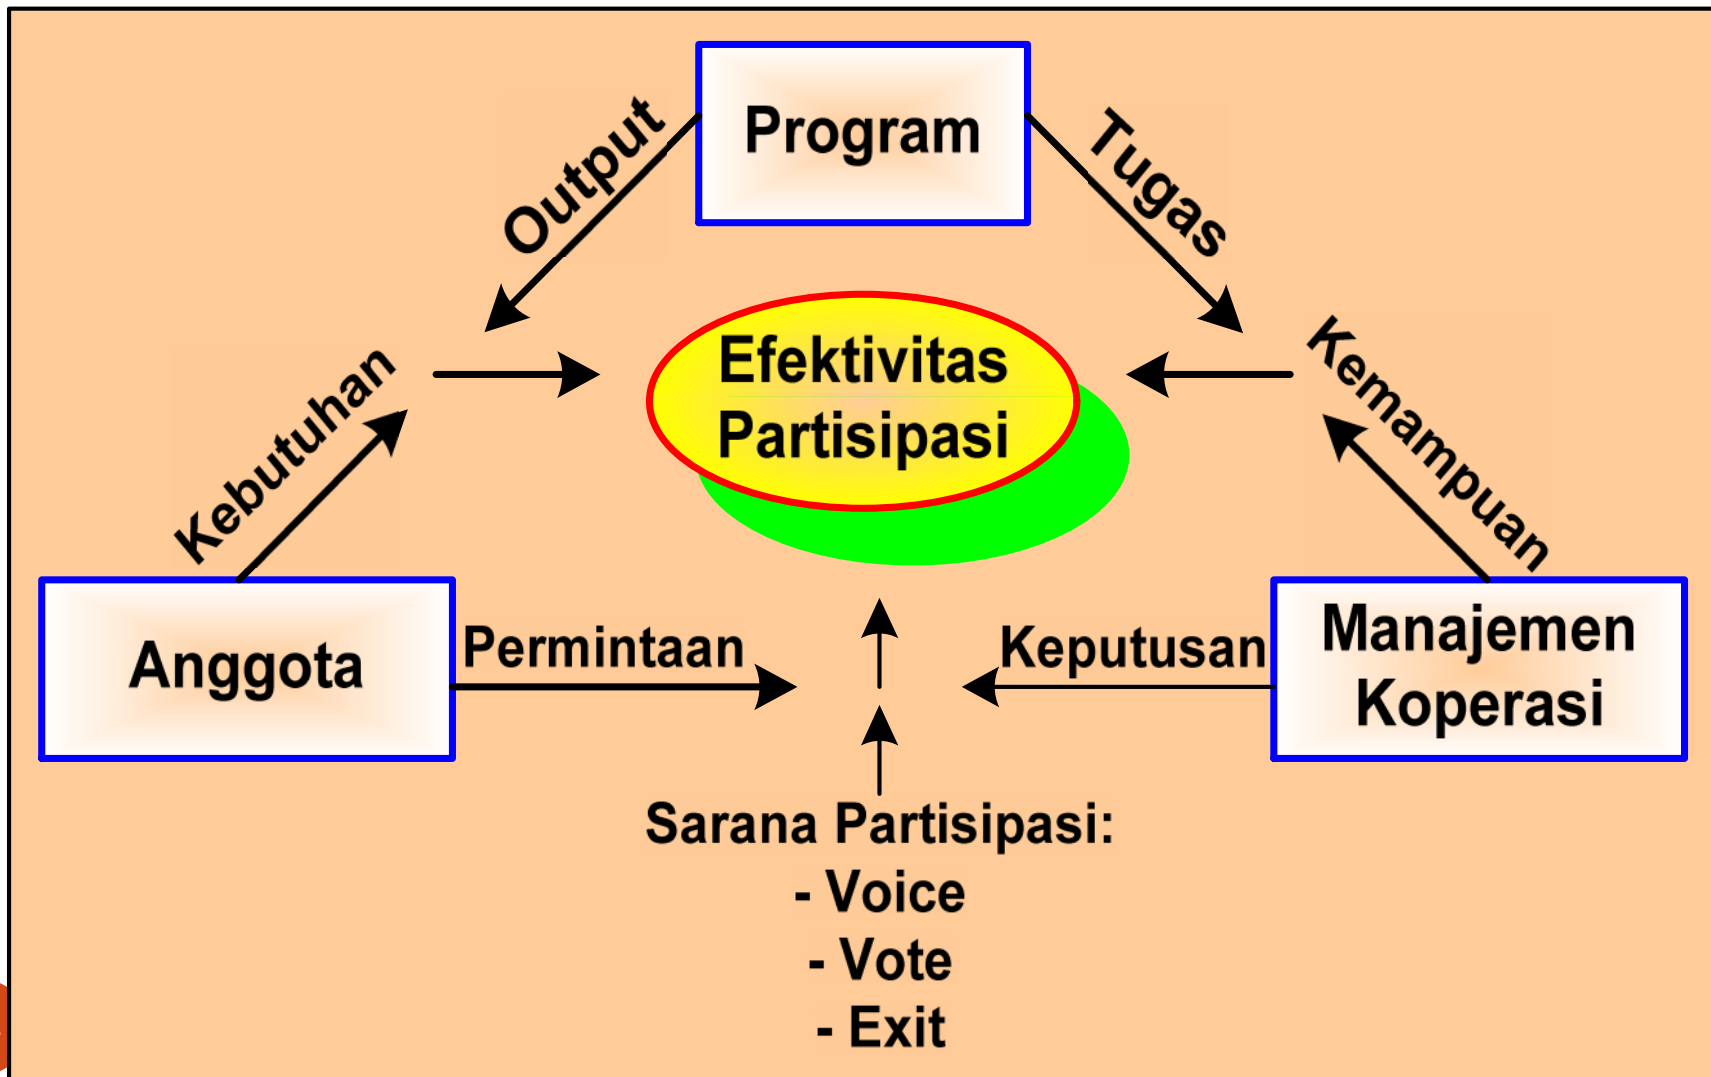 Program
Output
Tugas
Efektivitas
Partisipasi
Kebutuhan
Kemampuan
Anggota
Permintaan
Keputusan
Manajemen
Koperasi
Sarana Partisipasi:
- Voice
- Vote
- Exit